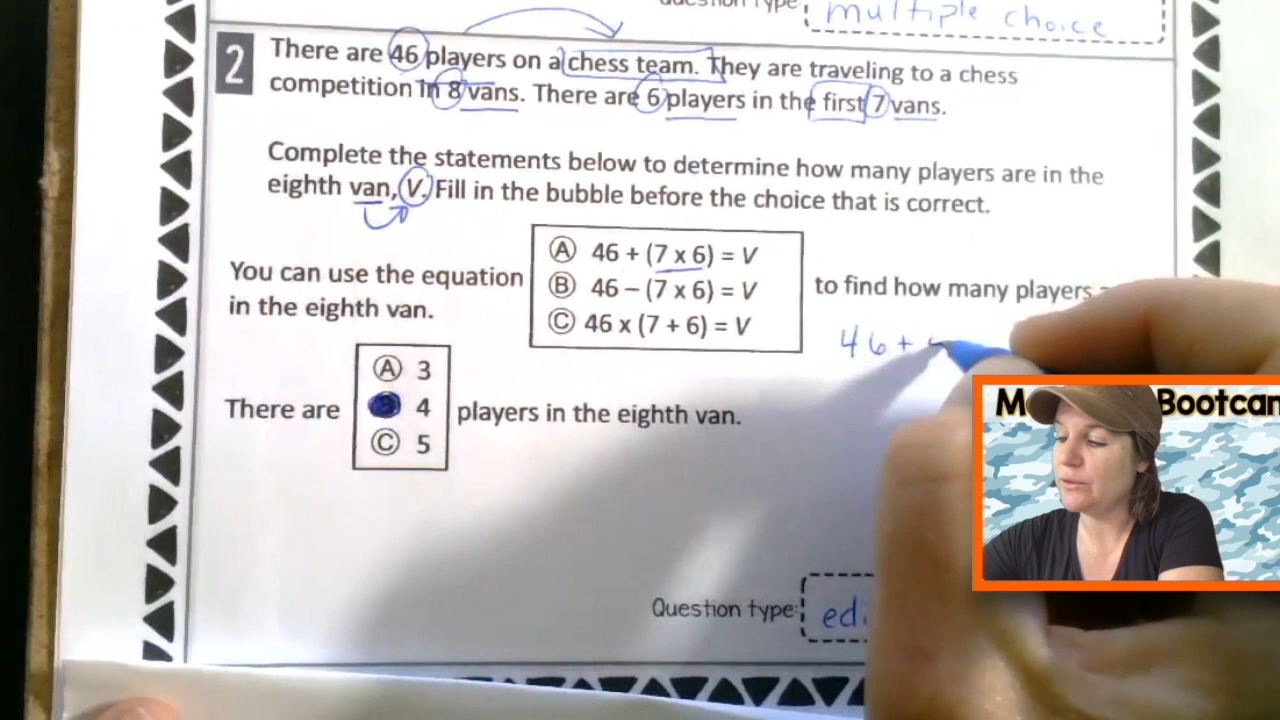 multiple choice
2 There are 46 players on a chess team. They are traveling to a chess
competition in 8 vans. There are 6 players in the first 7 vans.
Complete the statements below to determine how many players are in the
eighth van, V. Fill in the bubble before the choice that is correct.
You can use the equation
in the eighth van.
A 46 + (7 x 6) = V
B 46 – (7 x 6) = V
C 46 x (7 + 6) = V
to find how many players
46 +
There are
A 3
4
C 5
players in the eighth van.
Question type: